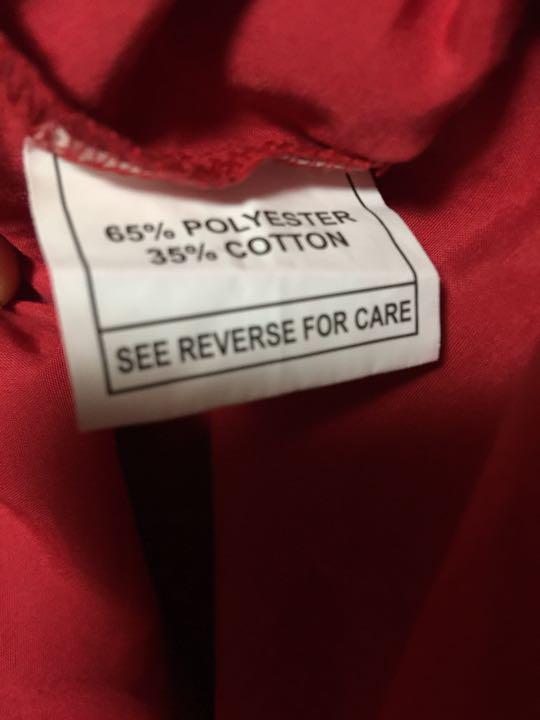 65% POLYESTER
35% COTTON
SEE REVERSE FOR CARE